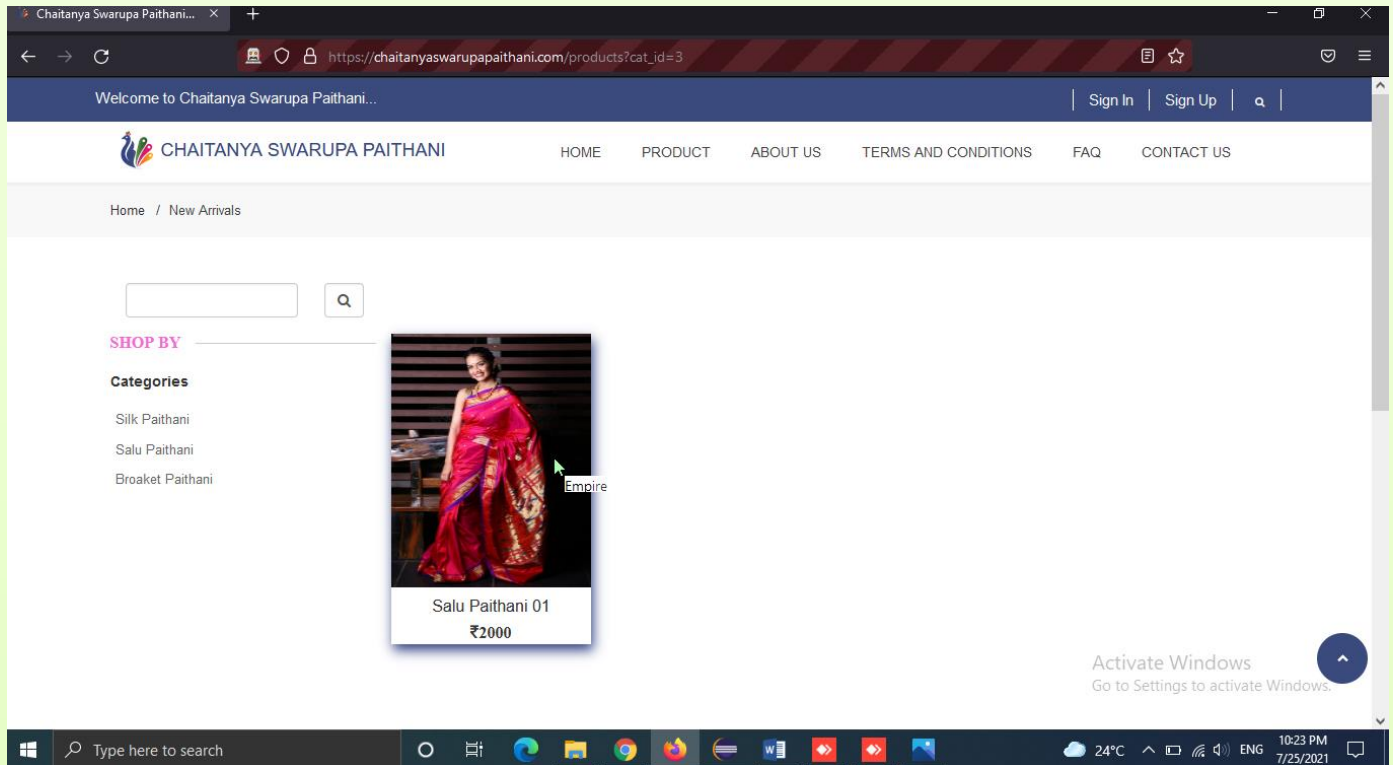 Chaitanya Swarupa Paithani...
https://chaitanyaswarupapaithani.com/products?cat_id=3
Welcome to Chaitanya Swarupa Paithani...
Sign In
Sign Up
CHAITANYA SWARUPA PAITHANI
HOME
PRODUCT
ABOUT US
TERMS AND CONDITIONS
FAQ
CONTACT US
Home / New Arrivals
SHOP BY
Categories
Silk Paithani
Salu Paithani
Broaket Paithani
Empire
Salu Paithani 01
₹2000
Activate Windows
Go to Settings to activate Windows.
Type here to search
24°C
ENG
10:23 PM
7/25/2021